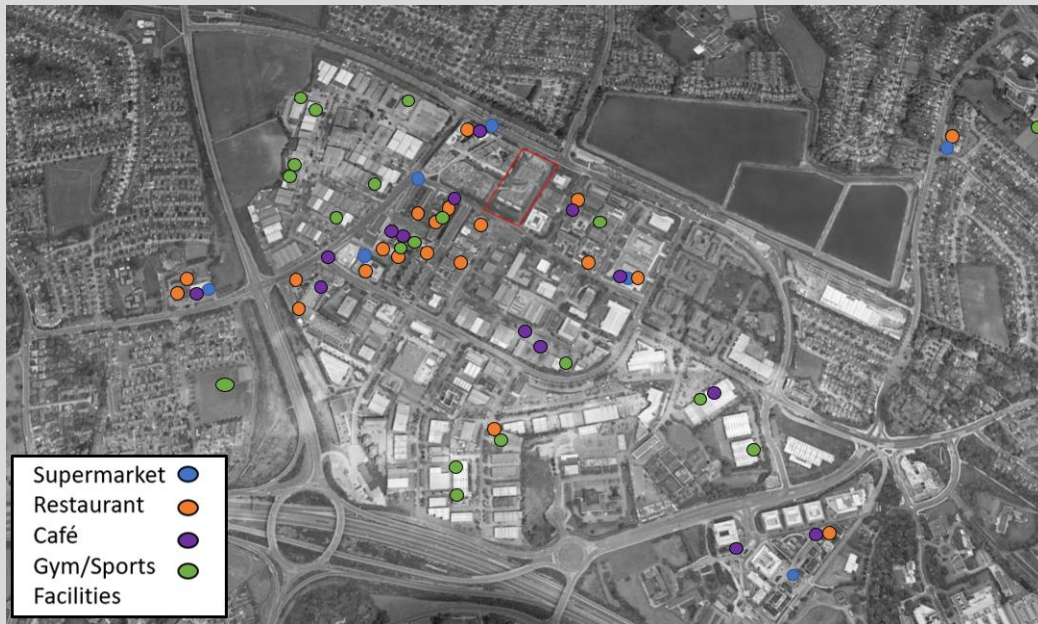 Supermarket
Restaurant
Café
Gym/Sports
Facilities